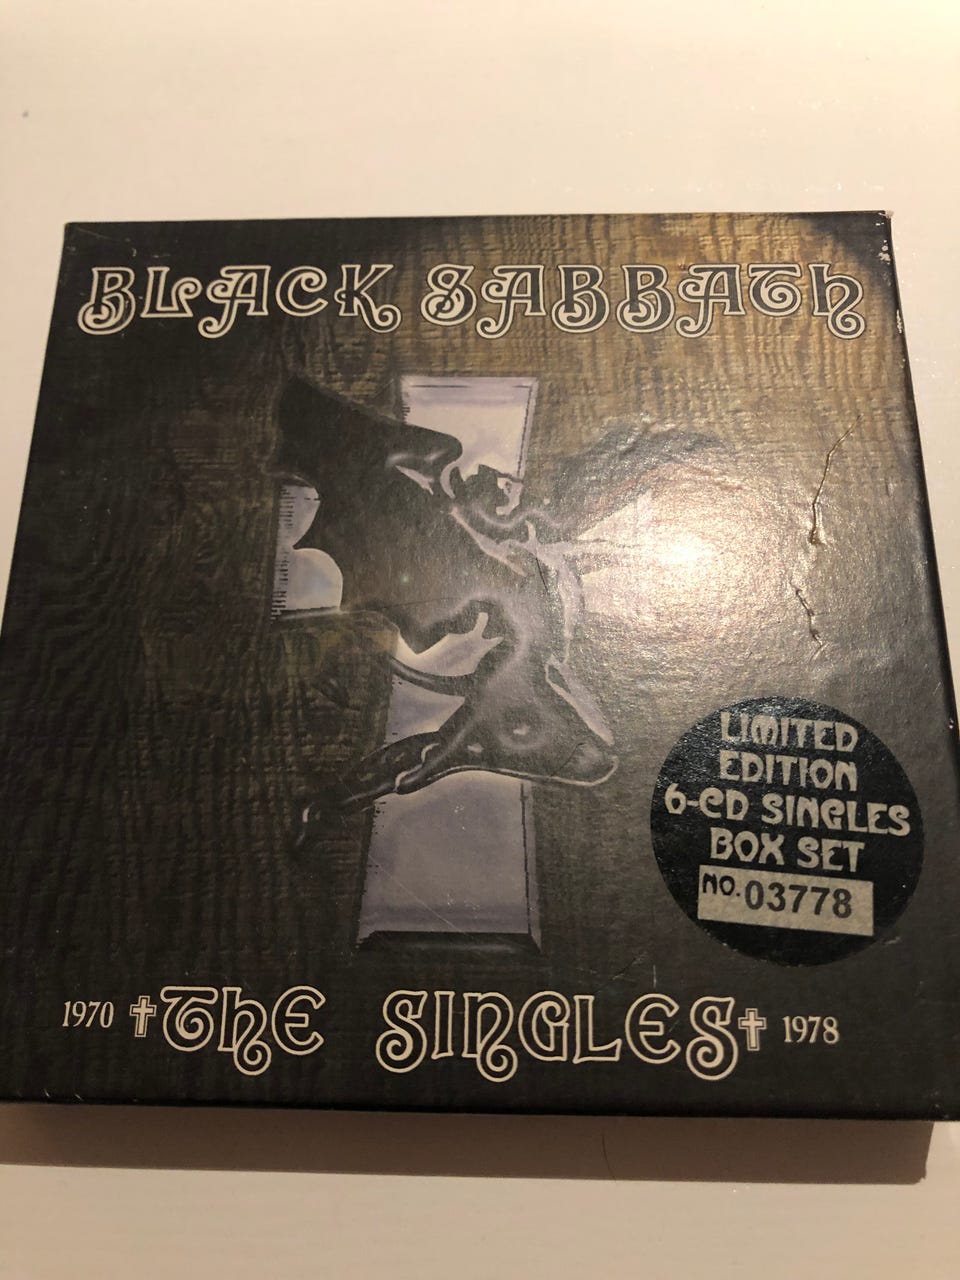 BLACK SABBATH
LIMITED
EDITION
6-CD SINGLES
BOX SET
NO. 03778
1970 ✝ THE SINGLES ✝ 1978